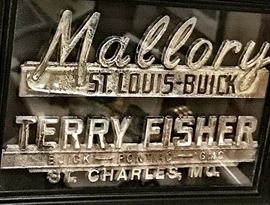 Mallory
ST. LOUIS-BUICK
TERRY FISHER
BUICK — PONTIAC — GMC
ST. CHARLES, MO.